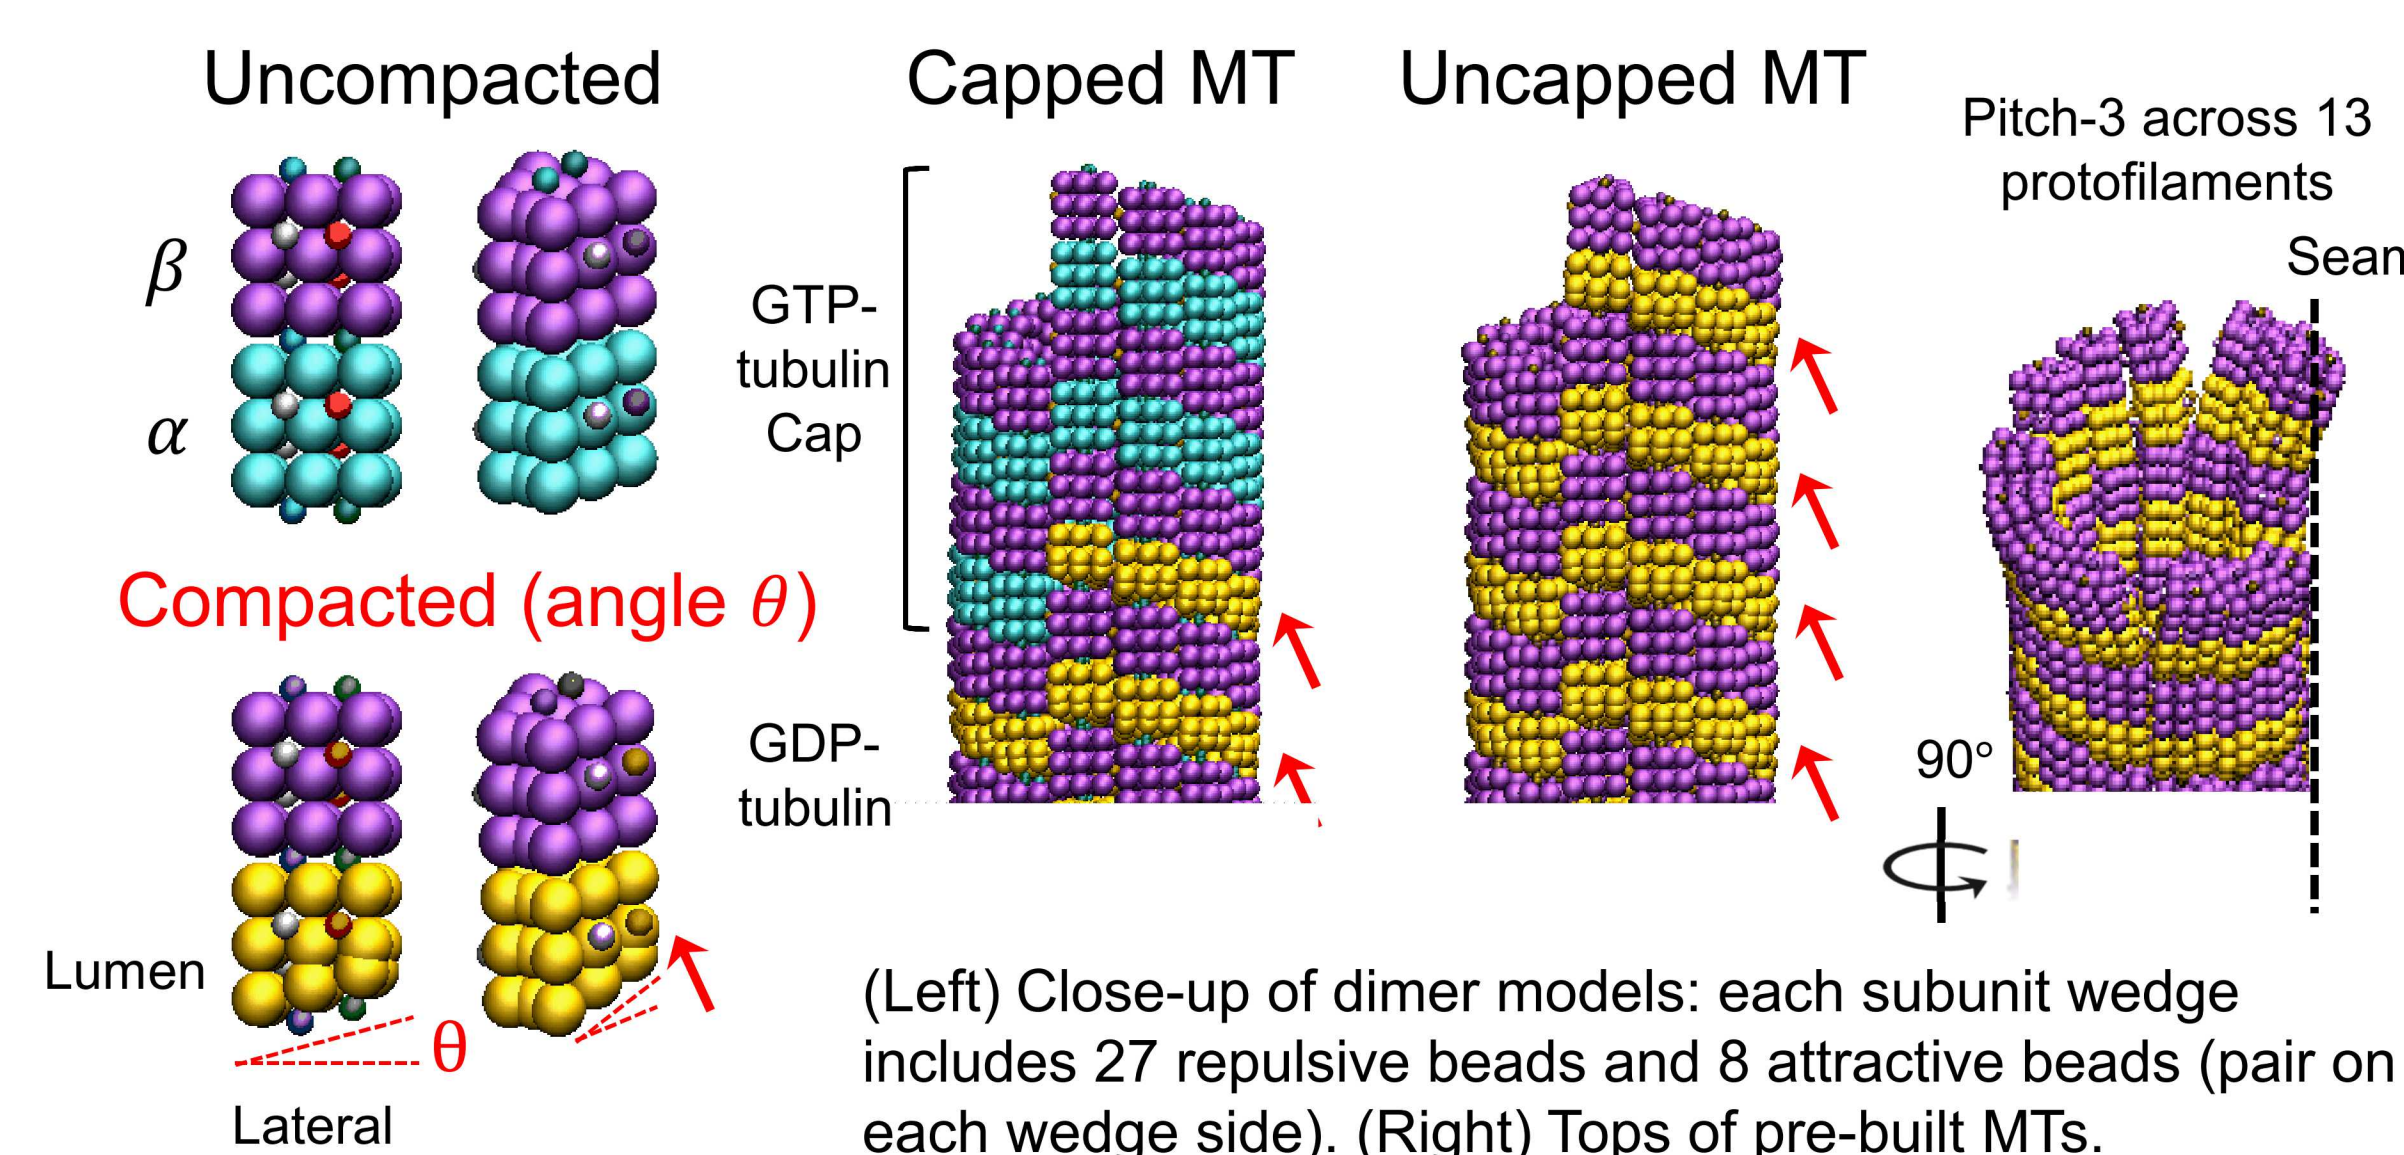 Uncompacted
β
α
Compacted (angle θ)
Lumen
θ
Lateral
Capped MT
GTP-
tubulin
Cap
GDP-
tubulin
Uncapped MT
Pitch-3 across 13
protofilaments
Sean
90°
(Left) Close-up of dimer models: each subunit wedge
includes 27 repulsive beads and 8 attractive beads (pair on
each wedge side). (Right) Tops of pre-built MTs.